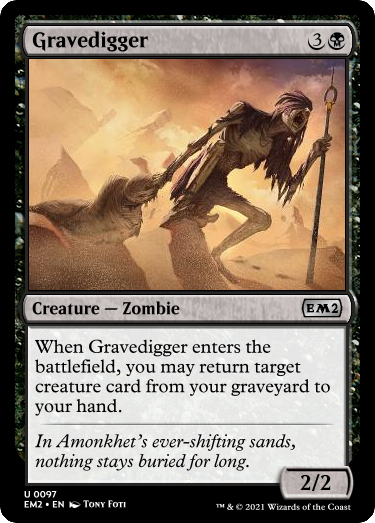 Gravedigger 3
Creature — Zombie EM2
When Gravedigger enters the
battlefield, you may return target
creature card from your graveyard to
your hand.
In Amonkhet's ever-shifting sands,
nothing stays buried for long.
2/2
U 0097
EM2 • EN Tony Foti
™ & © 2021 Wizards of the Coast